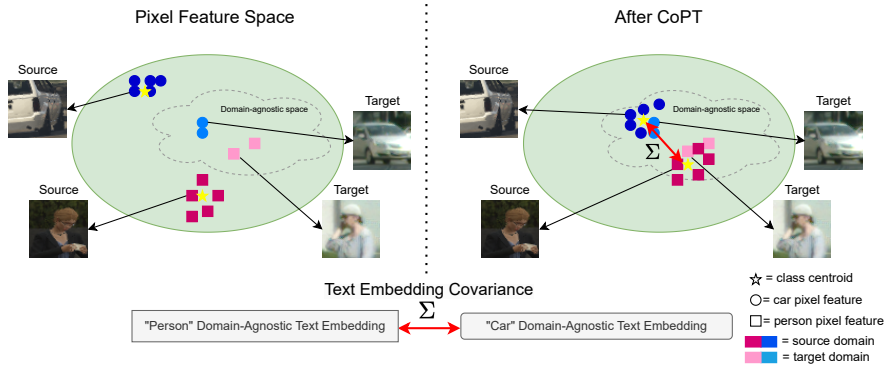 Pixel Feature Space
After CoPT
Source
Domain-agnostic space
Target
Source
Target
Source
Domain-agnostic space
Target
Σ
Source
Target
Text Embedding Covariance
Σ
"Person" Domain-Agnostic Text Embedding
"Car" Domain-Agnostic Text Embedding
= class centroid
= car pixel feature
= person pixel feature
= source domain
= target domain